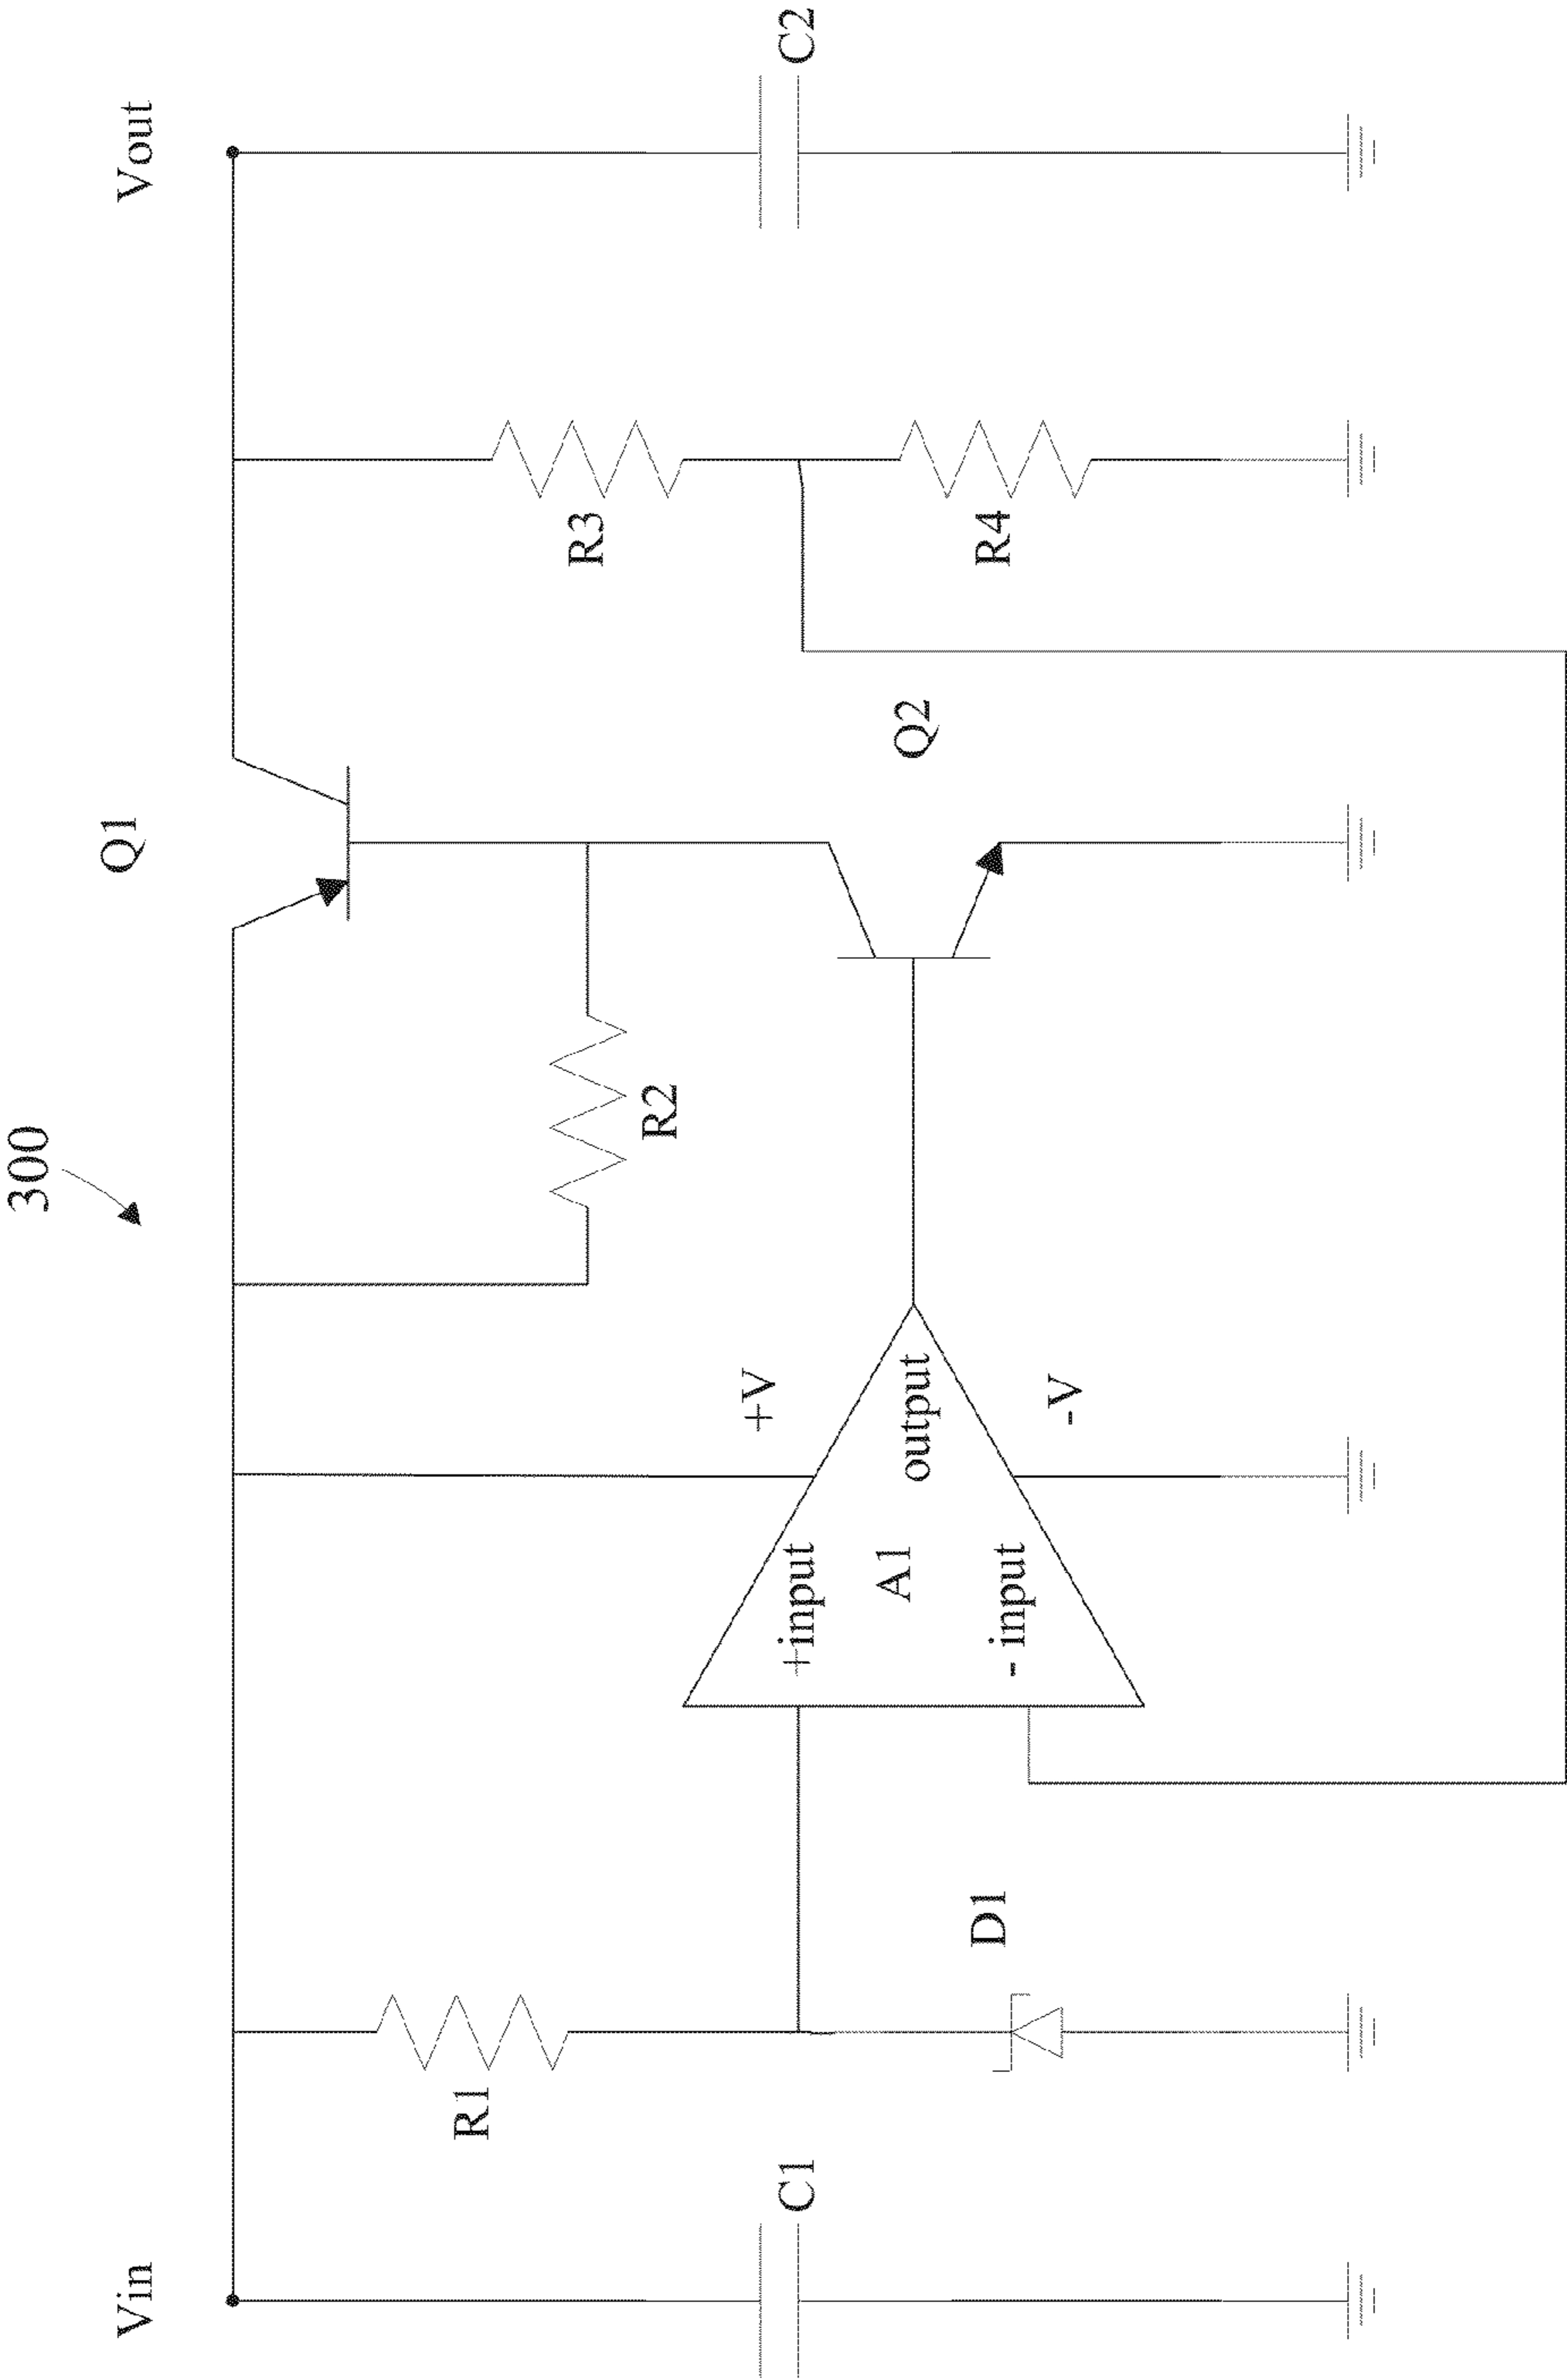 300
Vin
Q1
Vout
R1
R2
R3
C1
+V
C2
+input
A1
output
- input
Q2
R4
D1
-V